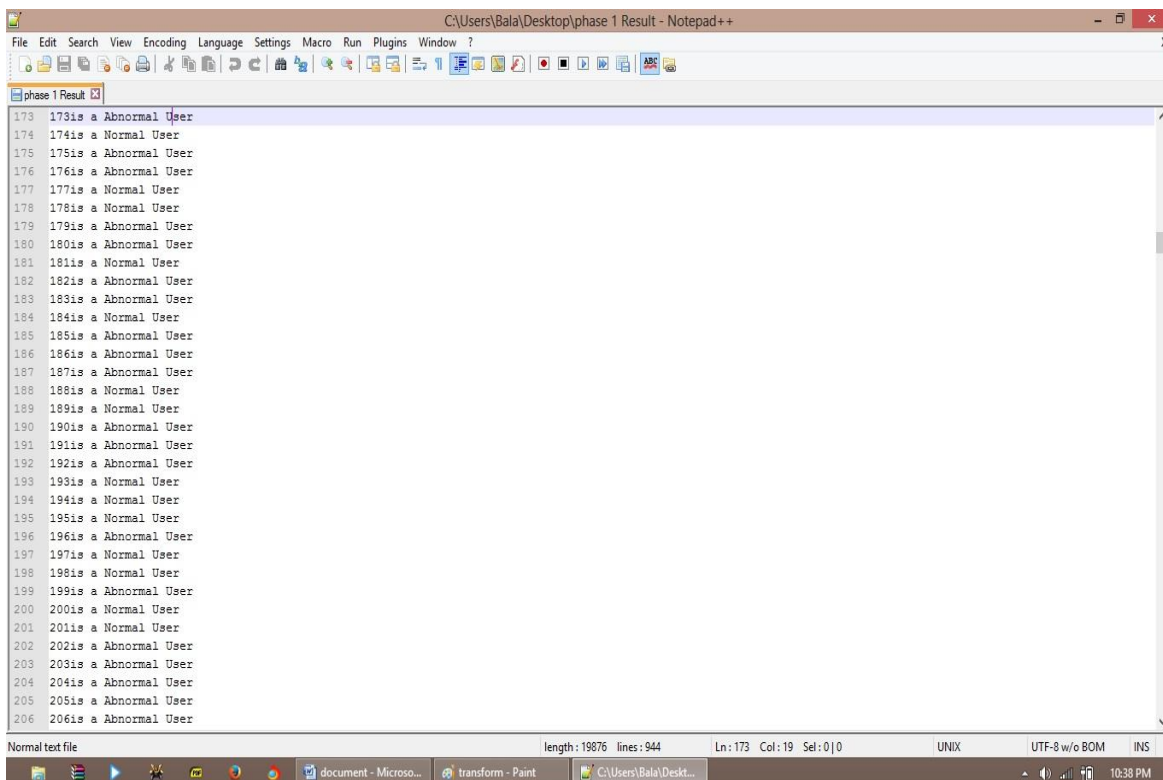 C:\Users\Bala\Desktop\phase 1 Result - Notepad++
File Edit Search View Encoding Language Settings Macro Run Plugins Window ?
phase 1 Result
173 173is a Abnormal User
174 174is a Normal User
175 175is a Abnormal User
176 176is a Abnormal User
177 177is a Normal User
178 178is a Normal User
179 179is a Abnormal User
180 180is a Abnormal User
181 181is a Normal User
182 182is a Abnormal User
183 183is a Abnormal User
184 184is a Normal User
185 185is a Abnormal User
186 186is a Abnormal User
187 187is a Abnormal User
188 188is a Normal User
189 189is a Normal User
190 190is a Abnormal User
191 191is a Abnormal User
192 192is a Abnormal User
193 193is a Normal User
194 194is a Normal User
195 195is a Normal User
196 196is a Abnormal User
197 197is a Normal User
198 198is a Normal User
199 199is a Abnormal User
200 200is a Normal User
201 201is a Normal User
202 202is a Abnormal User
203 203is a Abnormal User
204 204is a Abnormal User
205 205is a Abnormal User
206 206is a Abnormal User
Normal text file length : 19876 lines : 944 Ln : 173 Col : 19 Sel : 0 | 0 UNIX UTF-8 w/o BOM INS
document - Microso... transform - Paint C:\Users\Bala\Deskt... 10:38 PM